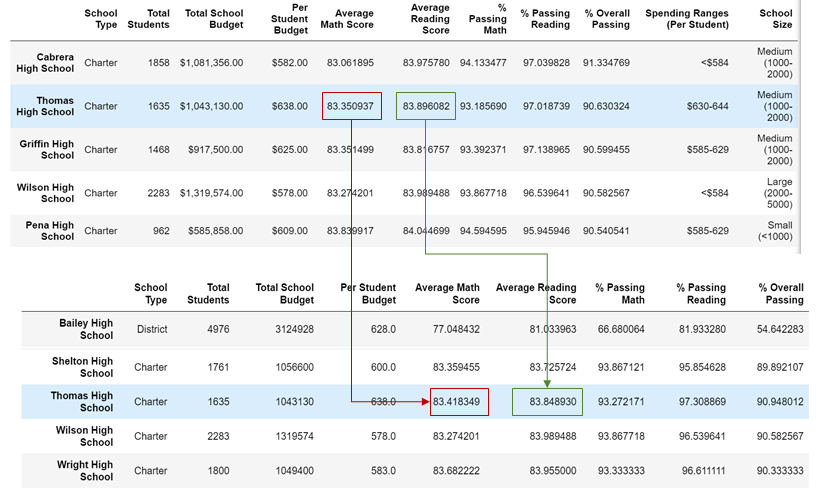 School Type Total Students Total School Budget Per Student Budget Average Math Score Average Reading Score % Passing Math % Passing Reading % Overall Passing Spending Ranges (Per Student) School Size
Cabrera High School Charter 1858 $1,081,356.00 $582.00 83.061895 83.975780 94.133477 97.039828 91.334769 <$584 Medium (1000-2000)
Thomas High School Charter 1635 $1,043,130.00 $638.00 83.350937 83.896082 93.185690 97.018739 90.630324 $630-644 Medium (1000-2000)
Griffin High School Charter 1468 $917,500.00 $625.00 83.351499 83.816757 93.392371 97.138965 90.599455 $585-629 Medium (1000-2000)
Wilson High School Charter 2283 $1,319,574.00 $578.00 83.274201 83.989488 93.867718 96.539641 90.582567 <$584 Large (2000-5000)
Pena High School Charter 962 $585,858.00 $609.00 83.839917 84.044699 94.594595 95.945946 90.540541 $585-629 Small (<1000)
School Type Total Students Total School Budget Per Student Budget Average Math Score Average Reading Score % Passing Math % Passing Reading % Overall Passing
Bailey High School District 4976 3124928 628.0 77.048432 81.033963 66.680064 81.933280 54.642283
Shelton High School Charter 1761 1056600 600.0 83.359455 83.725724 93.867121 95.854628 89.892107
Thomas High School Charter 1635 1043130 638.0 83.418349 83.848930 93.272171 97.308869 90.948012
Wilson High School Charter 2283 1319574 578.0 83.274201 83.989488 93.867718 96.539641 90.582567
Wright High School Charter 1800 1049400 583.0 83.682222 83.955000 93.333333 96.611111 90.333333